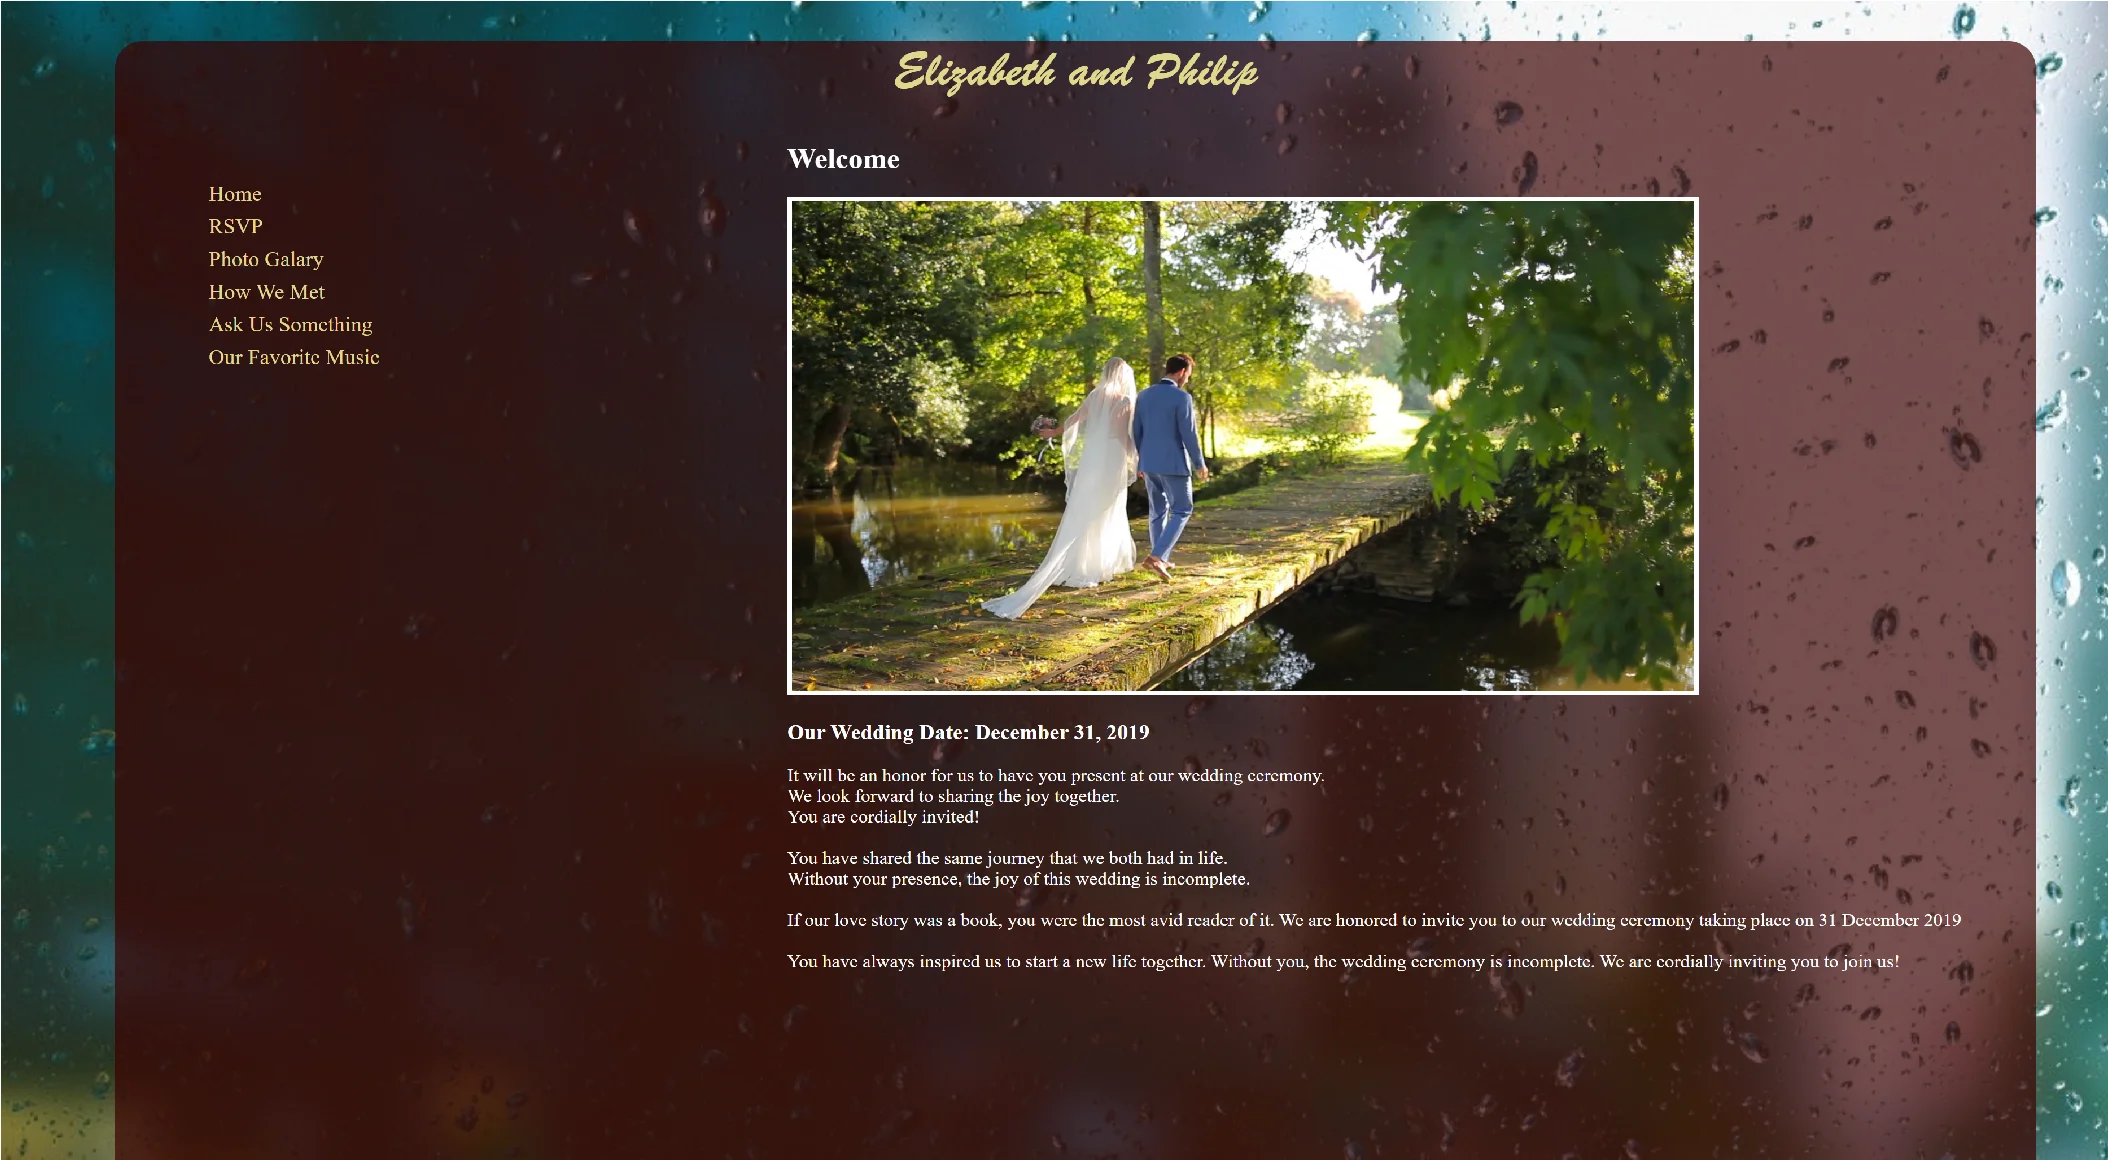 Elizabeth and Philip
Welcome
Home
RSVP
Photo Galary
How We Met
Ask Us Something
Our Favorite Music
Our Wedding Date: December 31, 2019
It will be an honor for us to have you present at our wedding ceremony.
We look forward to sharing the joy together.
You are cordially invited!
You have shared the same journey that we both had in life.
Without your presence, the joy of this wedding is incomplete.
If our love story was a book, you were the most avid reader of it. We are honored to invite you to our wedding ceremony taking place on 31 December 2019
You have always inspired us to start a new life together. Without you, the wedding ceremony is incomplete. We are cordially inviting you to join us!